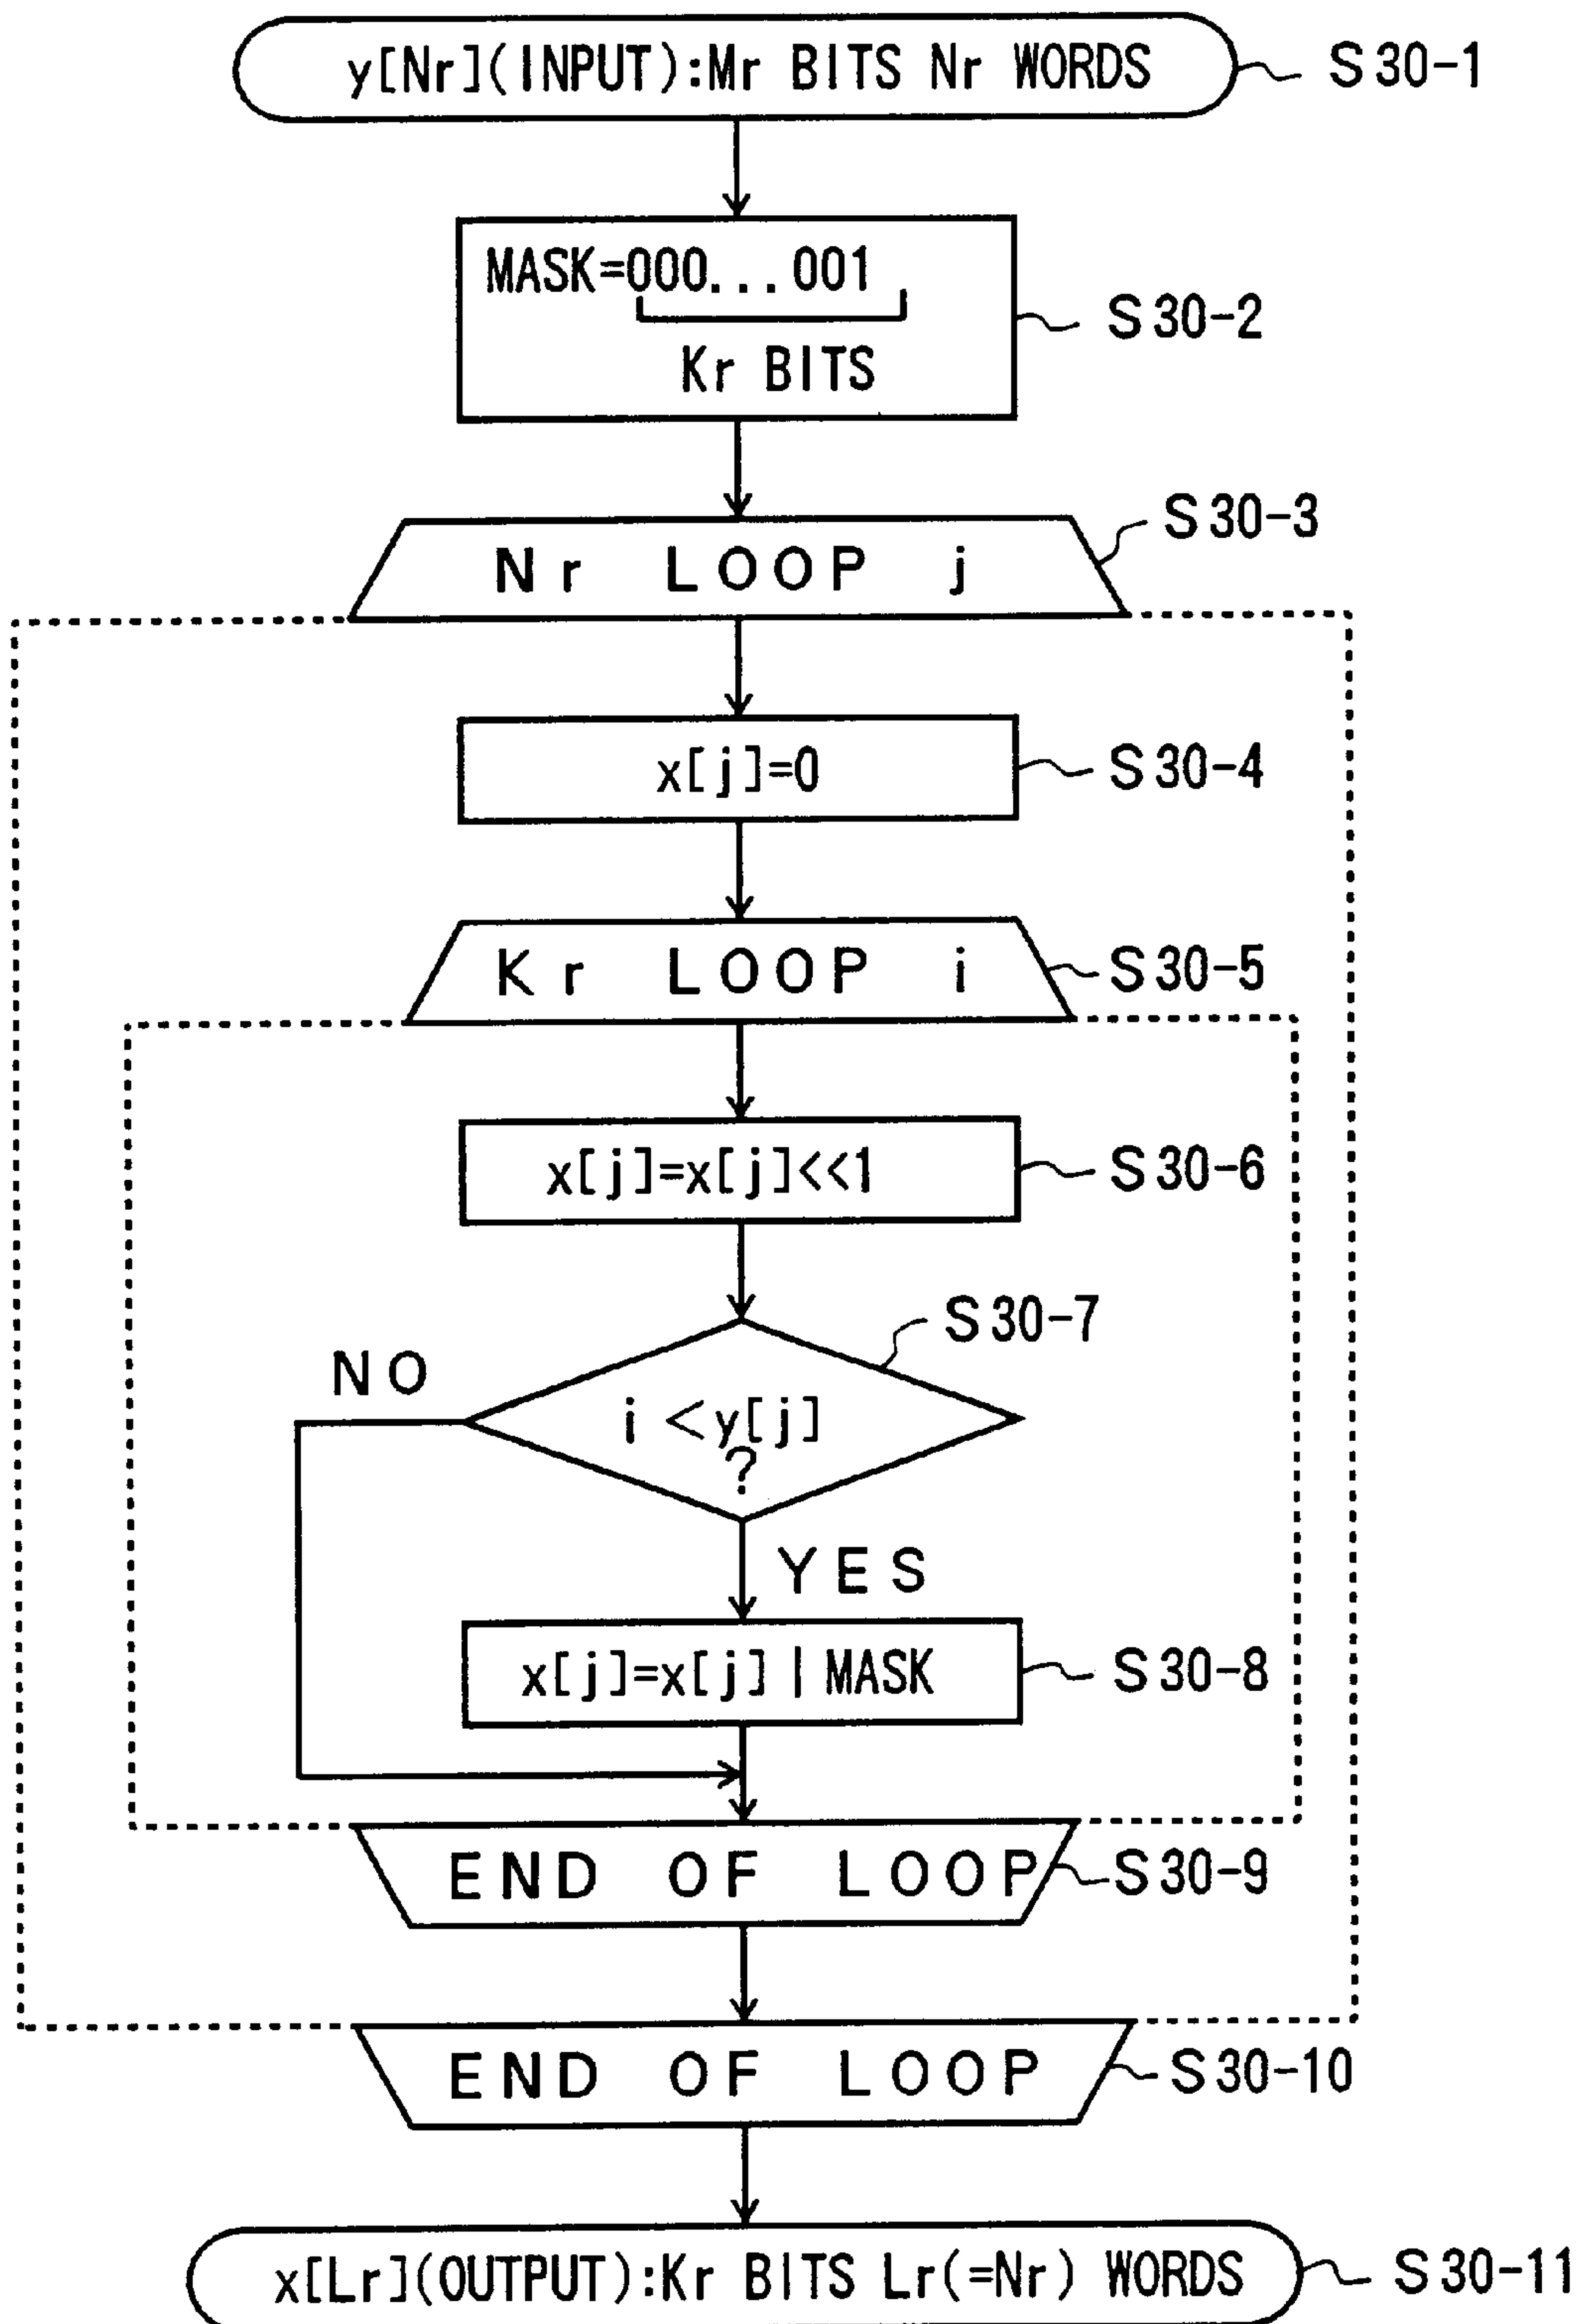 y[Nr](INPUT):Mr BITS Nr WORDS S30-1
MASK=000...001
Kr BITS
S30-2
S30-3
Nr LOOP j
x[j]=0 S30-4
Kr LOOP i S30-5
x[j]=x[j]<<1 S30-6
S30-7
NO
i <y[j]
?
YES
x[j]=x[j] | MASK S30-8
END OF LOOP S30-9
END OF LOOP S30-10
x[Lr](OUTPUT):Kr BITS Lr(=Nr) WORDS S30-11